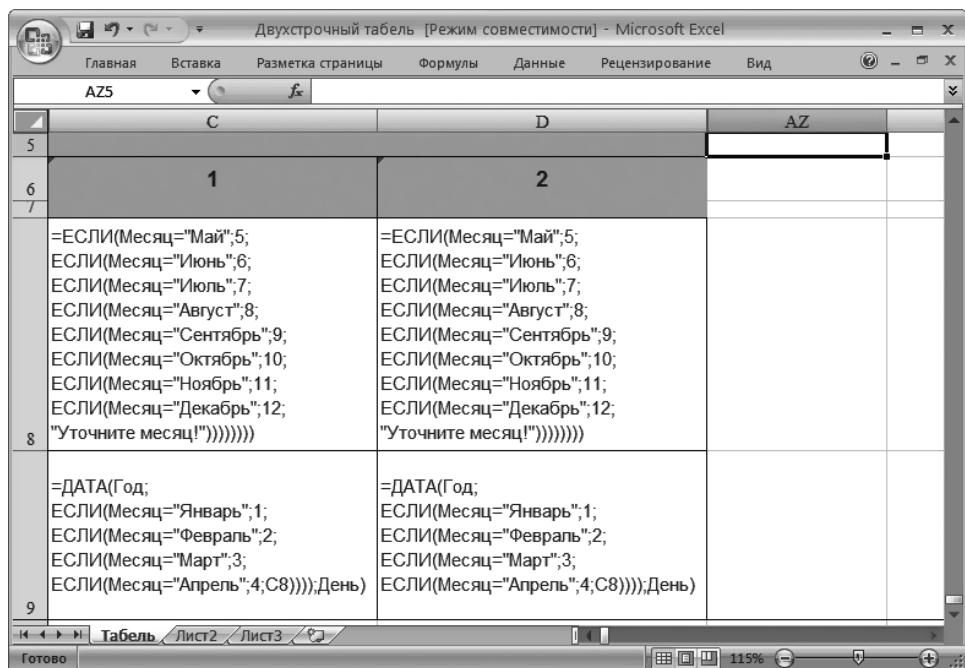 Двухстрочный табель [Режим совместимости] - Microsoft Excel
Главная Вставка Разметка страницы Формулы Данные Рецензирование Вид
AZ5 fx
C D AZ
5
6 1 2
7
=ЕСЛИ(Месяц="Май";5; =ЕСЛИ(Месяц="Май";5;
ЕСЛИ(Месяц="Июнь";6; ЕСЛИ(Месяц="Июнь";6;
ЕСЛИ(Месяц="Июль";7; ЕСЛИ(Месяц="Июль";7;
ЕСЛИ(Месяц="Август";8; ЕСЛИ(Месяц="Август";8;
ЕСЛИ(Месяц="Сентябрь";9; ЕСЛИ(Месяц="Сентябрь";9;
ЕСЛИ(Месяц="Октябрь";10; ЕСЛИ(Месяц="Октябрь";10;
ЕСЛИ(Месяц="Ноябрь";11; ЕСЛИ(Месяц="Ноябрь";11;
ЕСЛИ(Месяц="Декабрь";12; ЕСЛИ(Месяц="Декабрь";12;
8 "Уточните месяц!")))))))) "Уточните месяц!"))))))))
=ДАТА(Год; =ДАТА(Год;
ЕСЛИ(Месяц="Январь";1; ЕСЛИ(Месяц="Январь";1;
ЕСЛИ(Месяц="Февраль";2; ЕСЛИ(Месяц="Февраль";2;
ЕСЛИ(Месяц="Март";3; ЕСЛИ(Месяц="Март";3;
ЕСЛИ(Месяц="Апрель";4;C8))));День) ЕСЛИ(Месяц="Апрель";4;C8))));День)
9
Табель Лист2 Лист3
Готово 115%